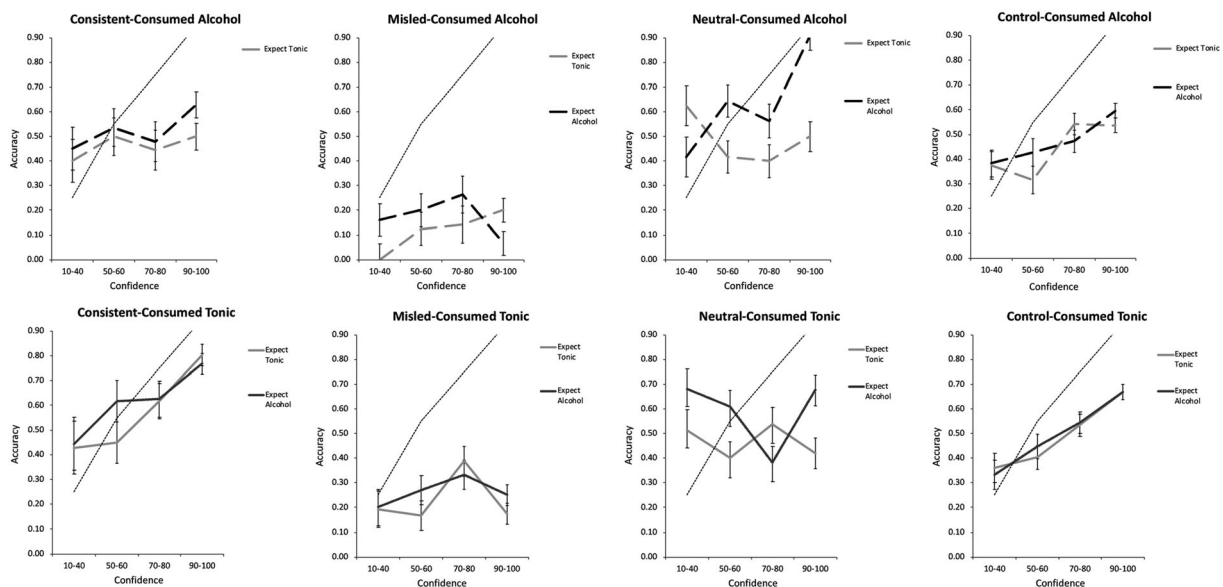 Consistent-Consumed Alcohol
Expect Tonic
0.90
0.80
0.70
0.60
0.50
0.40
0.30
0.20
0.10
0.00
Accuracy
10-40 50-60 70-80 90-100
Confidence
Misled-Consumed Alcohol
Expect
Tonic
Expect
Alcohol
0.90
0.80
0.70
0.60
0.50
0.40
0.30
0.20
0.10
0.00
Accuracy
10-40 50-60 70-80 90-100
Confidence
Neutral-Consumed Alcohol
Expect Tonic
Expect
Alcohol
0.90
0.80
0.70
0.60
0.50
0.40
0.30
0.20
0.10
0.00
Accuracy
10-40 50-60 70-80 90-100
Confidence
Control-Consumed Alcohol
Expect Tonic
Expect
Alcohol
0.90
0.80
0.70
0.60
0.50
0.40
0.30
0.20
0.10
0.00
Accuracy
10-40 50-60 70-80 90-100
Confidence
Consistent-Consumed Tonic
Expect
Tonic
Expect
Alcohol
0.90
0.80
0.70
0.60
0.50
0.40
0.30
0.20
0.10
0.00
Accuracy
10-40 50-60 70-80 90-100
Confidence
Misled-Consumed Tonic
Expect
Tonic
Expect
Alcohol
0.90
0.80
0.70
0.60
0.50
0.40
0.30
0.20
0.10
0.00
Accuracy
10-40 50-60 70-80 90-100
Confidence
Neutral-Consumed Tonic
Expect
Tonic
Expect
Alcohol
0.90
0.80
0.70
0.60
0.50
0.40
0.30
0.20
0.10
0.00
Accuracy
10-40 50-60 70-80 90-100
Confidence
Control-Consumed Tonic
Expect
Tonic
Expect
Alcohol
0.90
0.80
0.70
0.60
0.50
0.40
0.30
0.20
0.10
0.00
Accuracy
10-40 50-60 70-80 90-100
Confidence